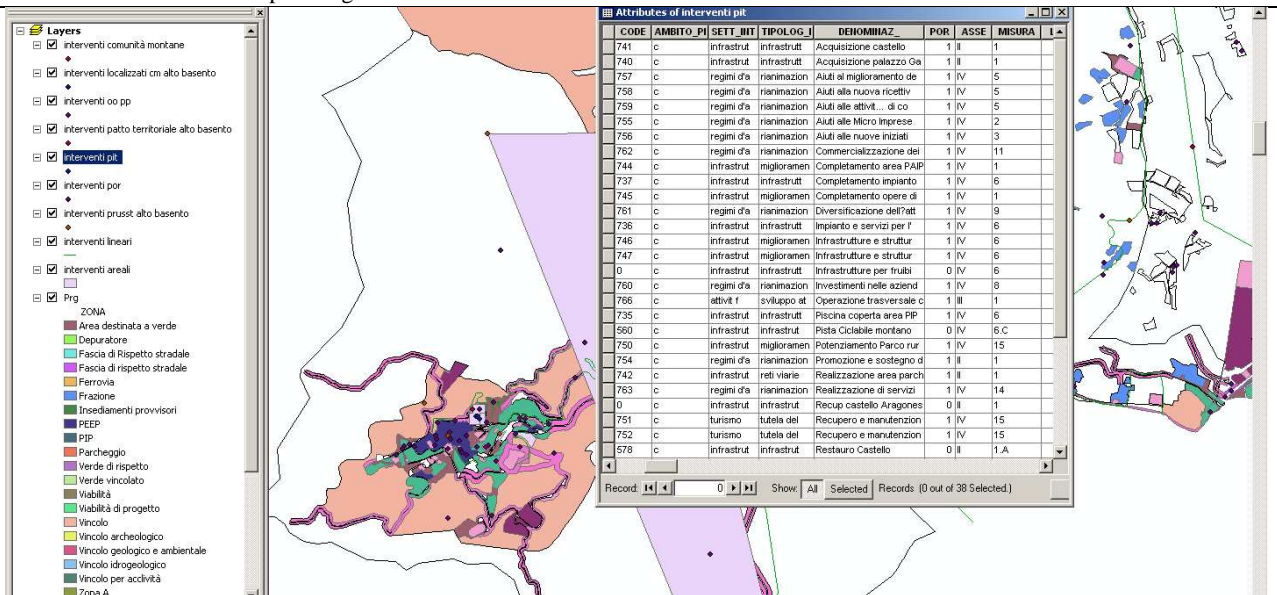 Layers
interventi comunità montane
interventi localizzati cm alto basento
interventi oo pp
interventi patto territoriale alto basento
interventi pit
interventi por
interventi prusst alto basento
interventi lineari
interventi areali
Prg
ZONA
Area destinata a verde
Depuratore
Fascia di Rispetto stradale
Fascia di rispetto stradale
Ferrovia
Frazione
Insediamenti provvisori
PEEP
PIP
Parcheggio
Verde di rispetto
Verde vincolato
Viabilità
Viabilità di progetto
Vincolo
Vincolo archeologico
Vincolo geologico e ambientale
Vincolo idrogeologico
Vincolo per acclività
Zona A
Attributes of interventi pit
CODE AMBITO_PI SETT_INT TIPOLOG_I DENOMINAZ_ POR ASSE MISURA
741 c infrastrut infrastrutt Acquisizione castello 1 II 1
740 c infrastrut infrastrutt Acquisizione palazzo Ga 1 II 1
757 c regimi d'a rianimazion Aiuti al miglioramento de 1 IV 5
758 c regimi d'a rianimazion Aiuti alla nuova ricettiv 1 IV 5
759 c regimi d'a rianimazion Aiuti alle attivit... di co 1 IV 5
755 c regimi d'a rianimazion Aiuti alle Micro Imprese 1 IV 2
756 c regimi d'a rianimazion Aiuti alle nuove iniziati 1 IV 3
762 c regimi d'a rianimazion Commercializzazione dei 1 IV 11
744 c infrastrut miglioramen Completamento area PAIP 1 IV 1
737 c infrastrut infrastrutt Completamento impianto 1 IV 6
745 c infrastrut miglioramen Completamento opere di 1 IV 1
761 c regimi d'a rianimazion Diversificazione dell?att 1 IV 9
736 c infrastrut infrastrutt Impianto e servizi per l' 1 IV 6
746 c infrastrut miglioramen Infrastrutture e struttur 1 IV 6
747 c infrastrut miglioramen Infrastrutture e struttur 1 IV 6
0 c infrastrut infrastrutt Infrastrutture per fruibi 0 IV 6
760 c regimi d'a rianimazion Investimenti nelle aziend 1 IV 8
766 c attivit f sviluppo at Operazione trasversale c 1 III 1
735 c infrastrut infrastrutt Piscina coperta area PIP 1 IV 6
560 c infrastrut infrastrutt Pista Ciclabile montano 0 IV 6.C
750 c infrastrut miglioramen Potenziamento Parco rur 1 IV 15
754 c regimi d'a rianimazion Promozione e sostegno d 1 II 1
742 c infrastrut reti viarie Realizzazione area parch 1 II 1
763 c regimi d'a rianimazion Realizzazione di servizi 1 IV 14
0 c infrastrut infrastrut Recup castello Aragones 0 II 1
751 c turismo tutela del Recupero e manutenzion 1 IV 15
752 c turismo tutela del Recupero e manutenzion 1 IV 15
578 c infrastrut infrastrut Restauro Castello 0 II 1.A
Record: 0 Show: All Selected Records (0 out of 38 Selected.)